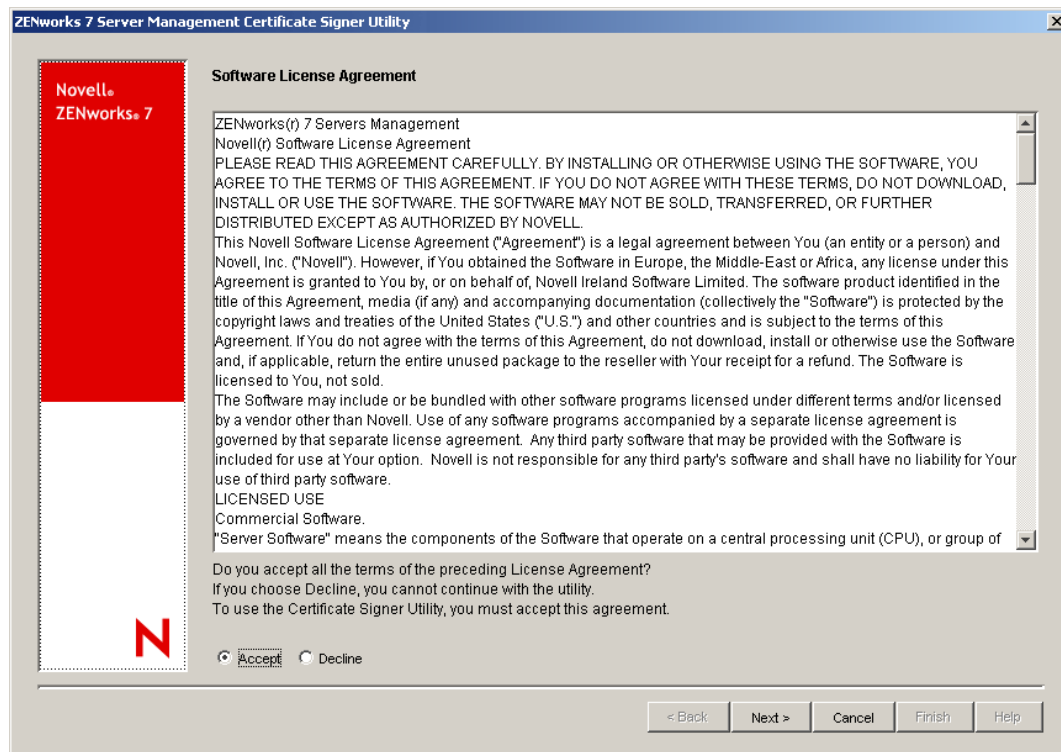 ZENworks 7 Server Management Certificate Signer Utility
Novell®
ZENworks® 7
Software License Agreement
ZENworks(r) 7 Servers Management
Novell(r) Software License Agreement
PLEASE READ THIS AGREEMENT CAREFULLY. BY INSTALLING OR OTHERWISE USING THE SOFTWARE, YOU
AGREE TO THE TERMS OF THIS AGREEMENT. IF YOU DO NOT AGREE WITH THESE TERMS, DO NOT DOWNLOAD,
INSTALL OR USE THE SOFTWARE. THE SOFTWARE MAY NOT BE SOLD, TRANSFERRED, OR FURTHER
DISTRIBUTED EXCEPT AS AUTHORIZED BY NOVELL.
This Novell Software License Agreement ("Agreement") is a legal agreement between You (an entity or a person) and
Novell, Inc. ("Novell"). However, if You obtained the Software in Europe, the Middle-East or Africa, any license under this
Agreement is granted to You by, or on behalf of, Novell Ireland Software Limited. The software product identified in the
title of this Agreement, media (if any) and accompanying documentation (collectively the "Software") is protected by the
copyright laws and treaties of the United States ("U.S.") and other countries and is subject to the terms of this
Agreement. If You do not agree with the terms of this Agreement, do not download, install or otherwise use the Software
and, if applicable, return the entire unused package to the reseller with Your receipt for a refund. The Software is
licensed to You, not sold.
The Software may include or be bundled with other software programs licensed under different terms and/or licensed
by a vendor other than Novell. Use of any software programs accompanied by a separate license agreement is
governed by that separate license agreement.  Any third party software that may be provided with the Software is
included for use at Your option.  Novell is not responsible for any third party's software and shall have no liability for Your
use of third party software.
LICENSED USE
Commercial Software.
"Server Software" means the components of the Software that operate on a central processing unit (CPU), or group of
Do you accept all the terms of the preceding License Agreement?
If you choose Decline, you cannot continue with the utility.
To use the Certificate Signer Utility, you must accept this agreement.
N
Accept Decline
< Back Next > Cancel Finish Help